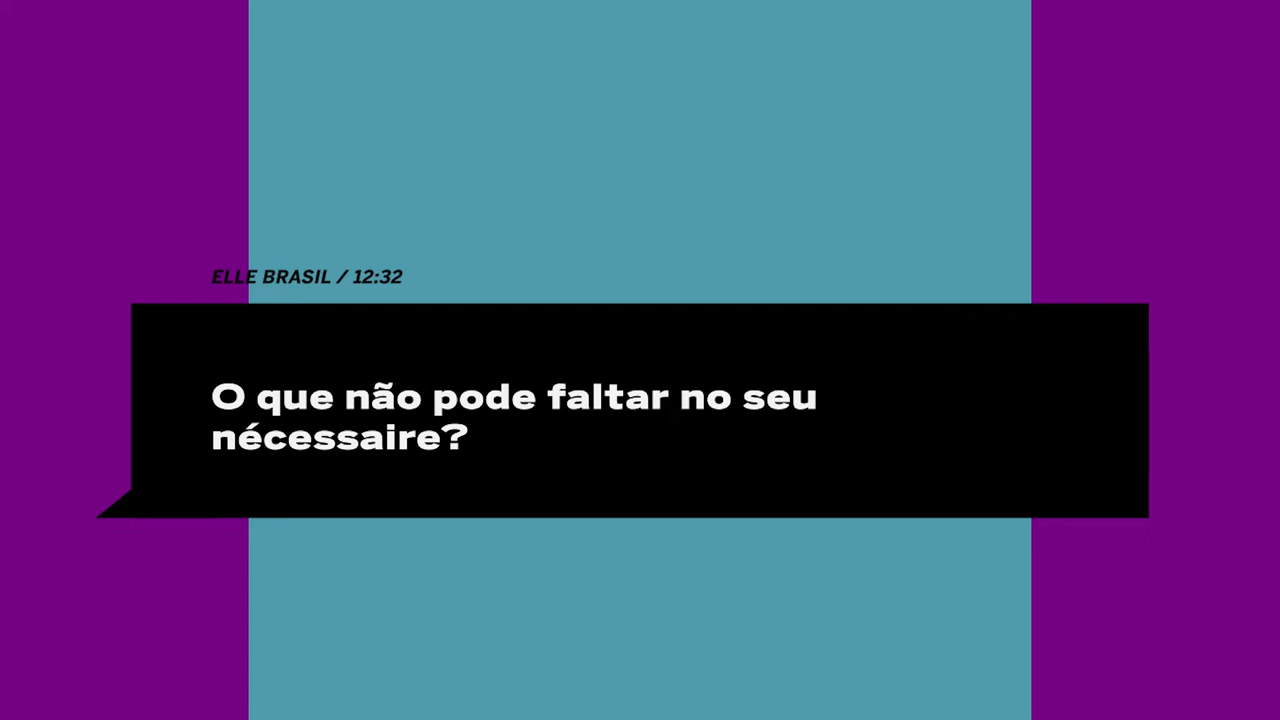 ELLE BRASIL / 12:32
O que não pode faltar no seu
nécessaire?